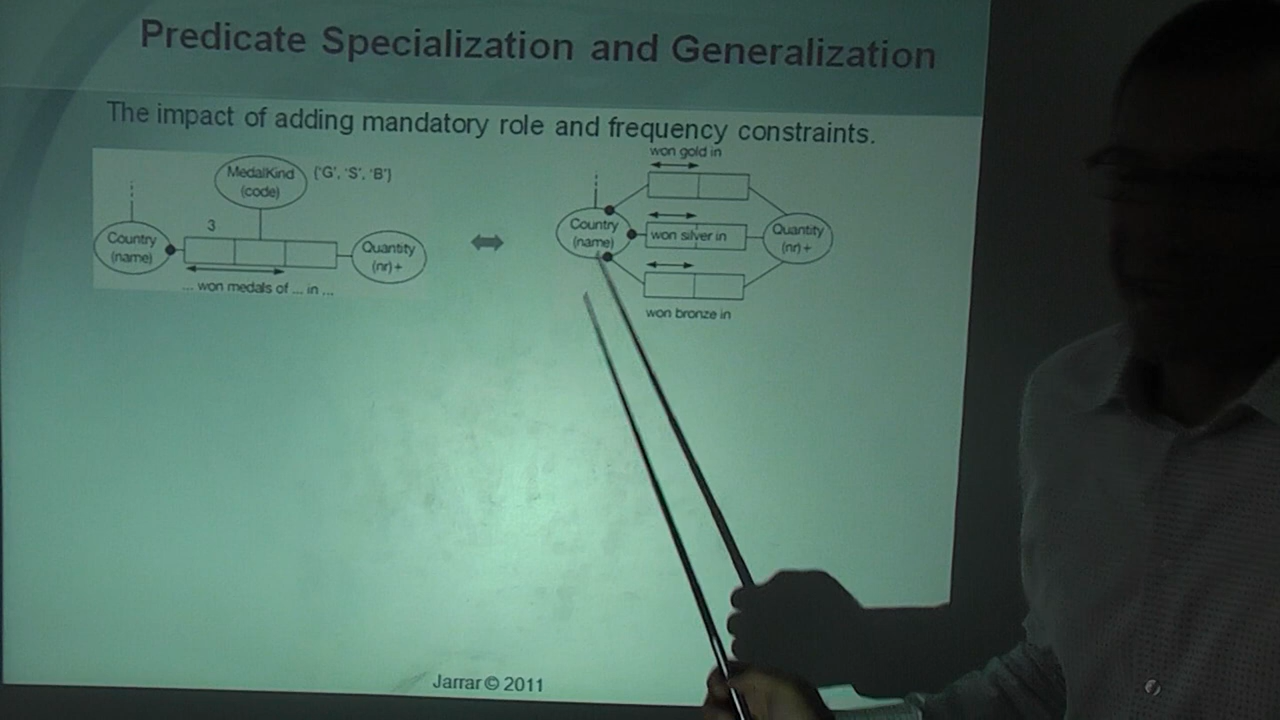 Predicate Specialization and Generalization
The impact of adding mandatory role and frequency constraints.
MedalKind
(code)
{'G', 'S', 'B'}
3
Country
(name)
Quantity
(nr)+
... won medals of ... in ...
won gold in
Country
(name)
won silver in
Quantity
(nr)+
won bronze in
Jarrar © 2011